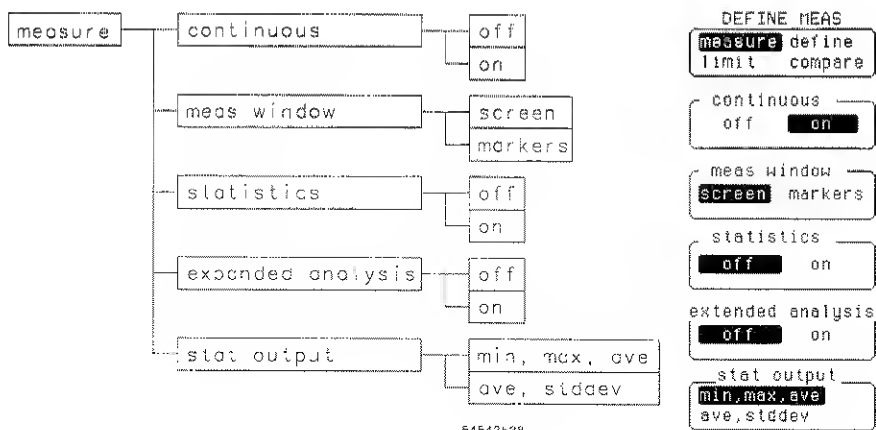 measure
continuous
off
on
meas window
screen
markers
statistics
off
on
expanded analysis
off
on
stat output
min, max, ave
ave, stddev
DEFINE MEAS
measure define
limit compare
continuous
off on
meas window
screen markers
statistics
off on
extended analysis
off on
stat output
min,max,ave
ave,stddev